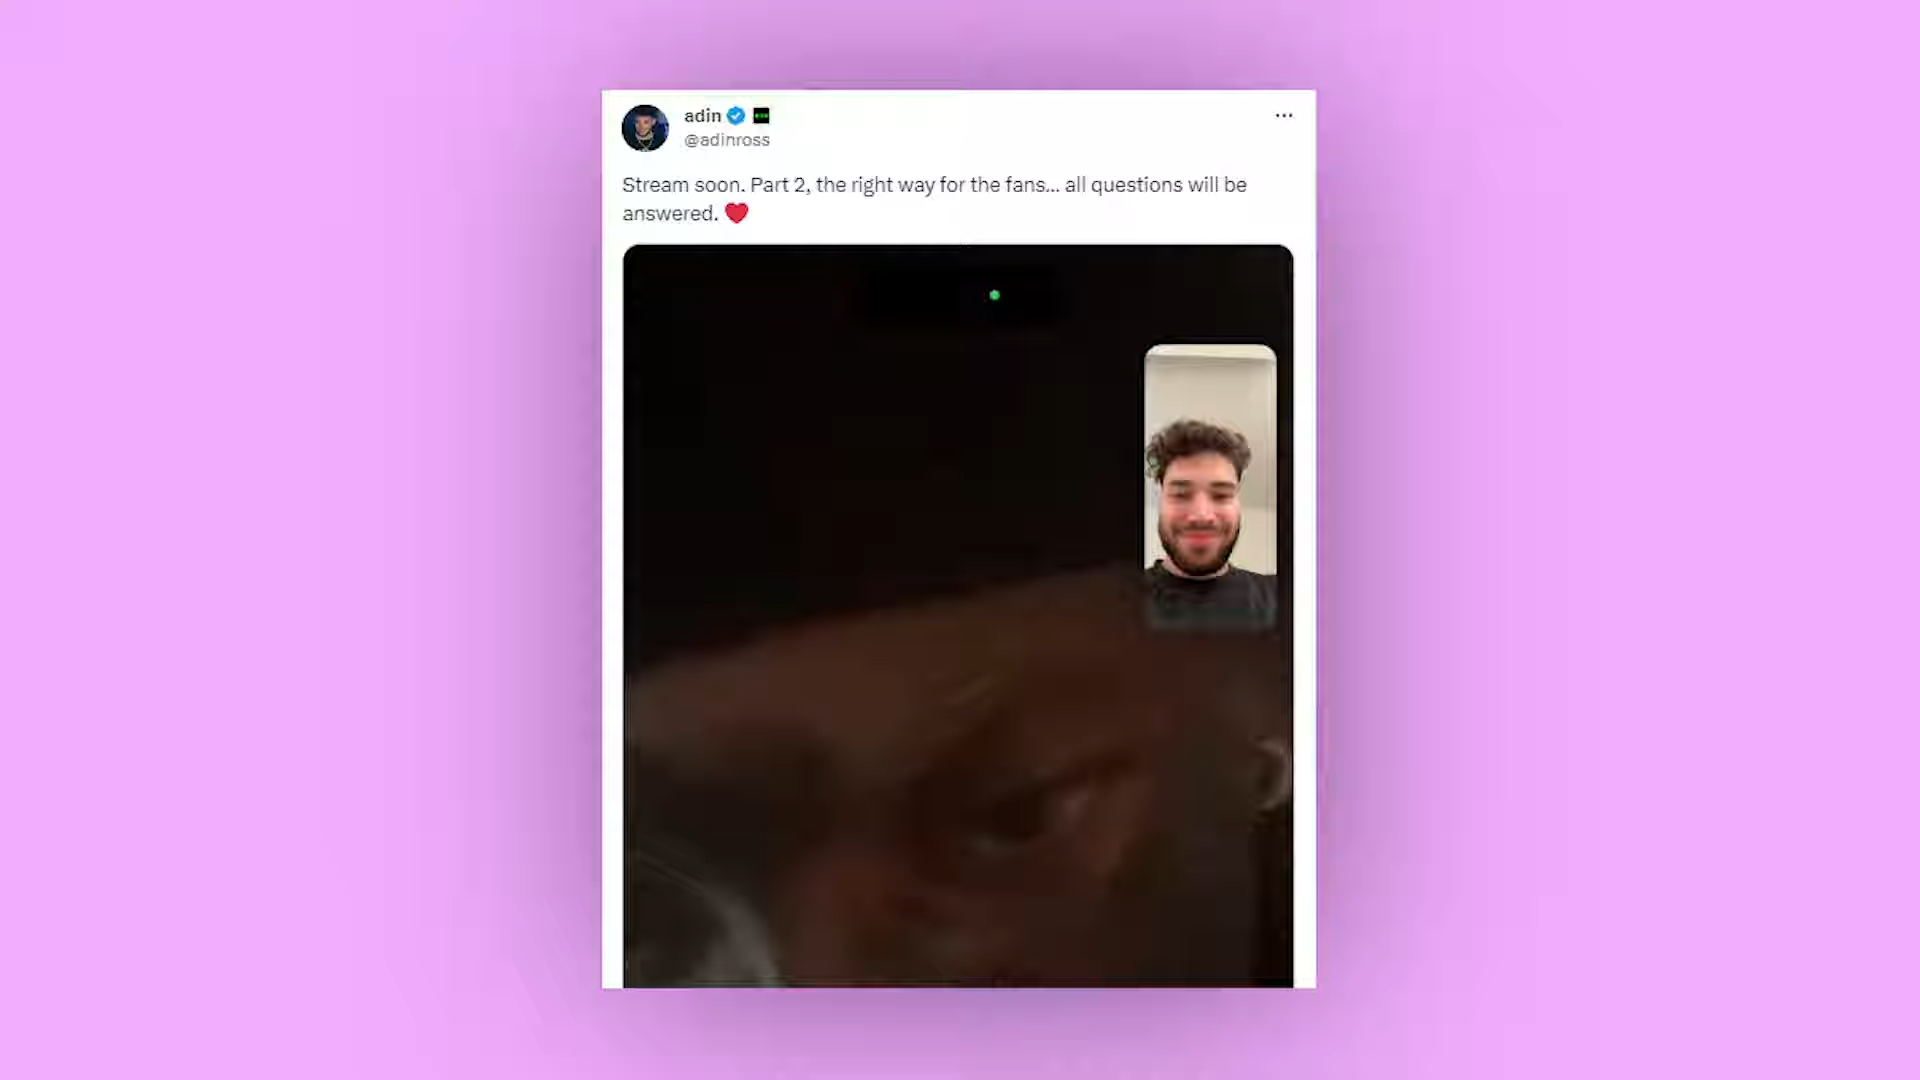 adin
@adinross
Stream soon. Part 2, the right way for the fans... all questions will be
answered. ❤️